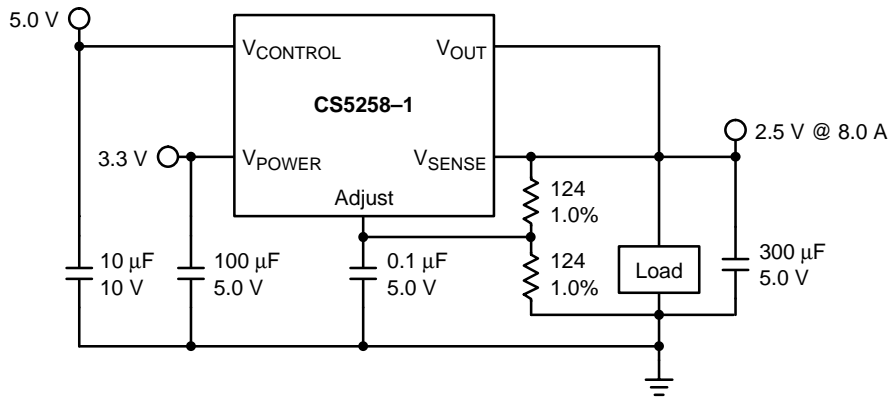 5.0 V
V_CONTROL
V_OUT
CS5258–1
2.5 V @ 8.0 A
3.3 V
V_POWER
V_SENSE
Adjust
124
1.0%
10 μF
10 V
100 μF
5.0 V
0.1 μF
5.0 V
124
1.0%
Load
300 μF
5.0 V